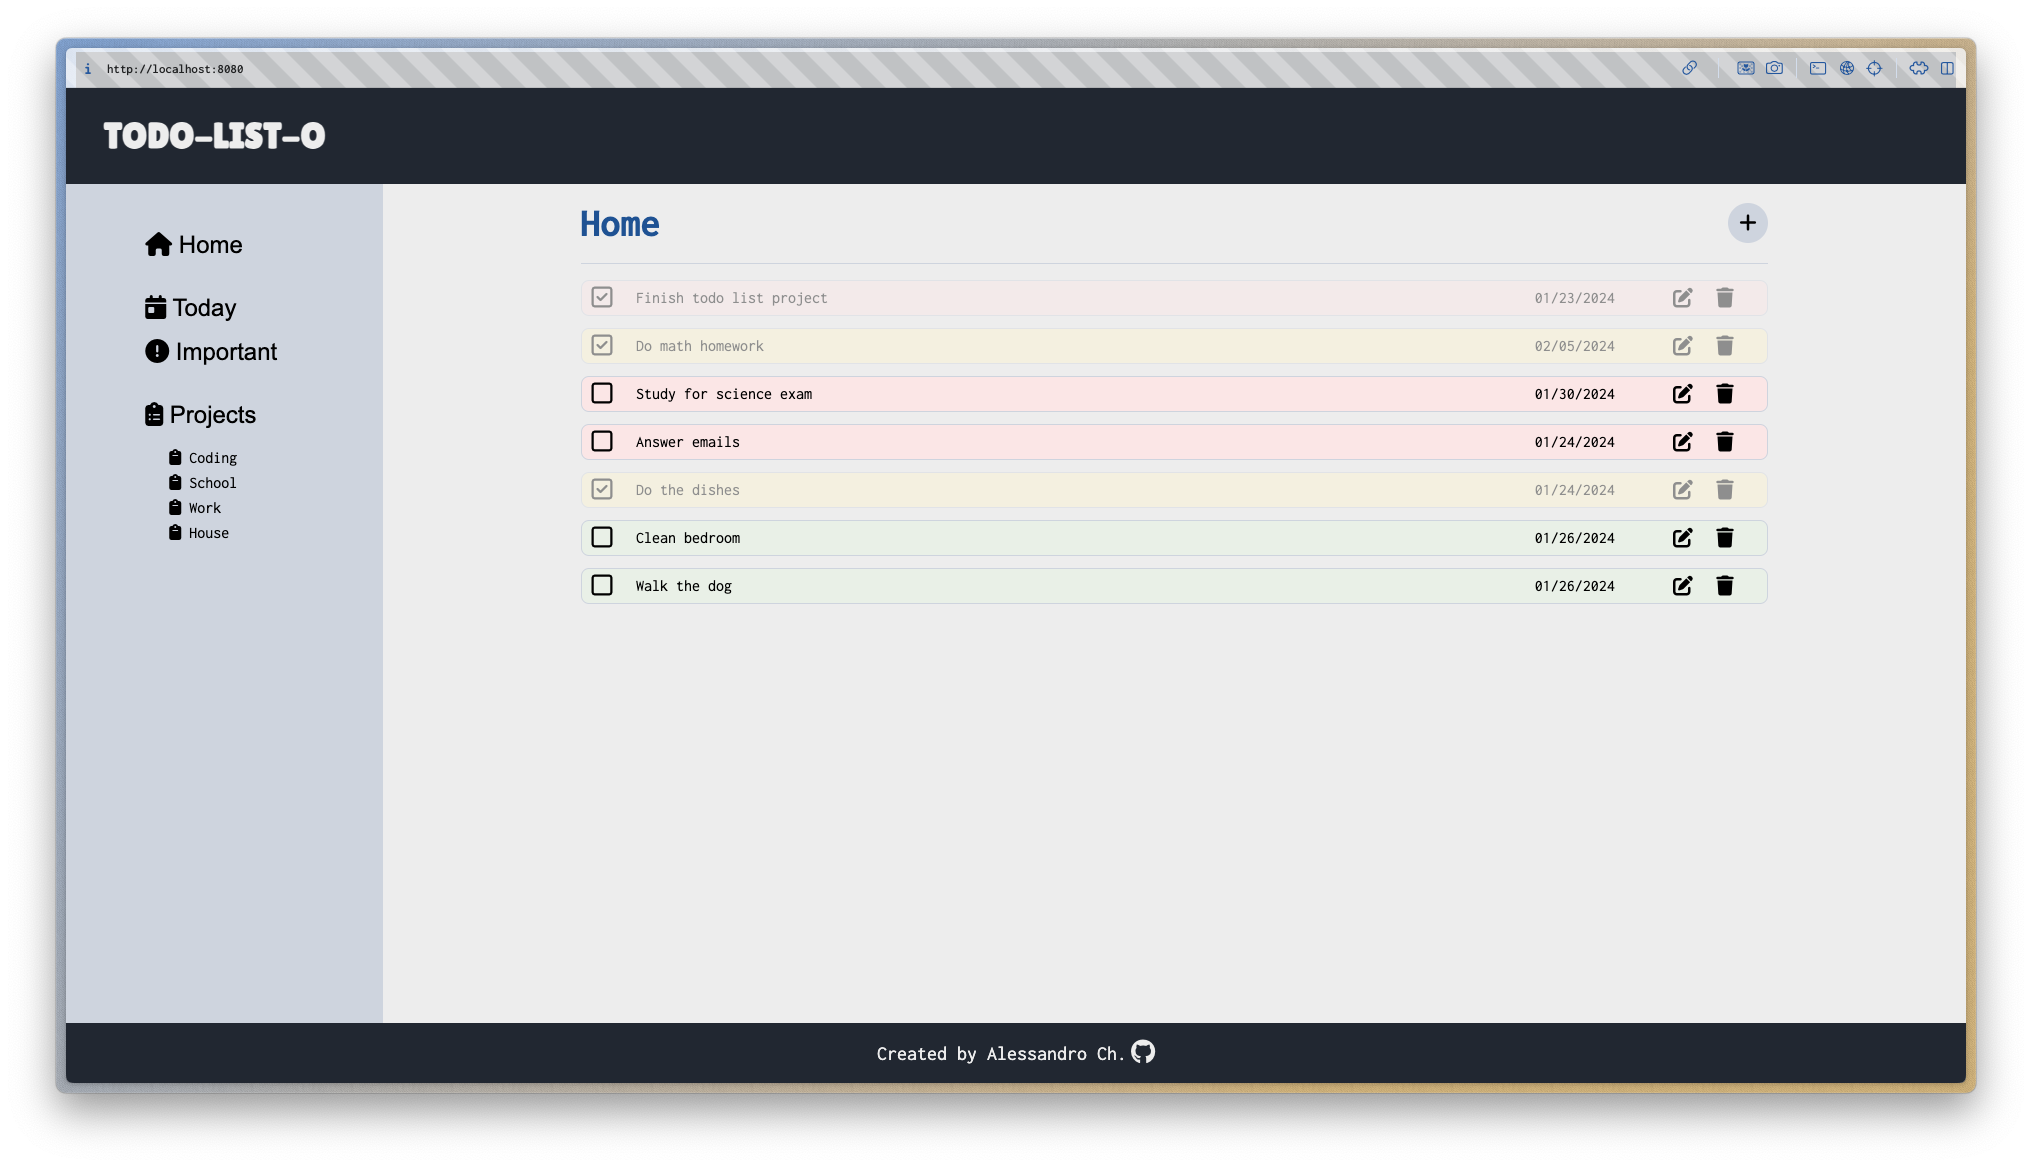 http://localhost:8080
TODO-LIST-O
Home
Today
Important
Projects
Coding
School
Work
House
Home
Finish todo list project 01/23/2024
Do math homework 02/05/2024
Study for science exam 01/30/2024
Answer emails 01/24/2024
Do the dishes 01/24/2024
Clean bedroom 01/26/2024
Walk the dog 01/26/2024
Created by Alessandro Ch.